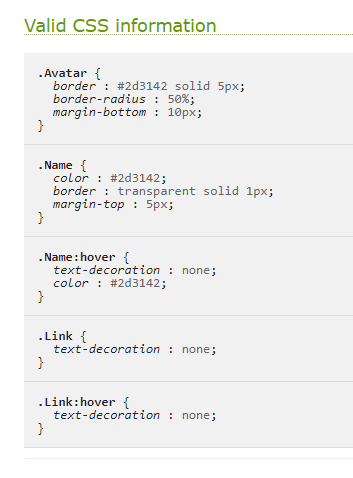 Valid CSS information
.Avatar {
border : #2d3142 solid 5px;
border-radius : 50%;
margin-bottom : 10px;
}
.Name {
color : #2d3142;
border : transparent solid 1px;
margin-top : 5px;
}
.Name:hover {
text-decoration : none;
color : #2d3142;
}
.Link {
text-decoration : none;
}
.Link:hover {
text-decoration : none;
}